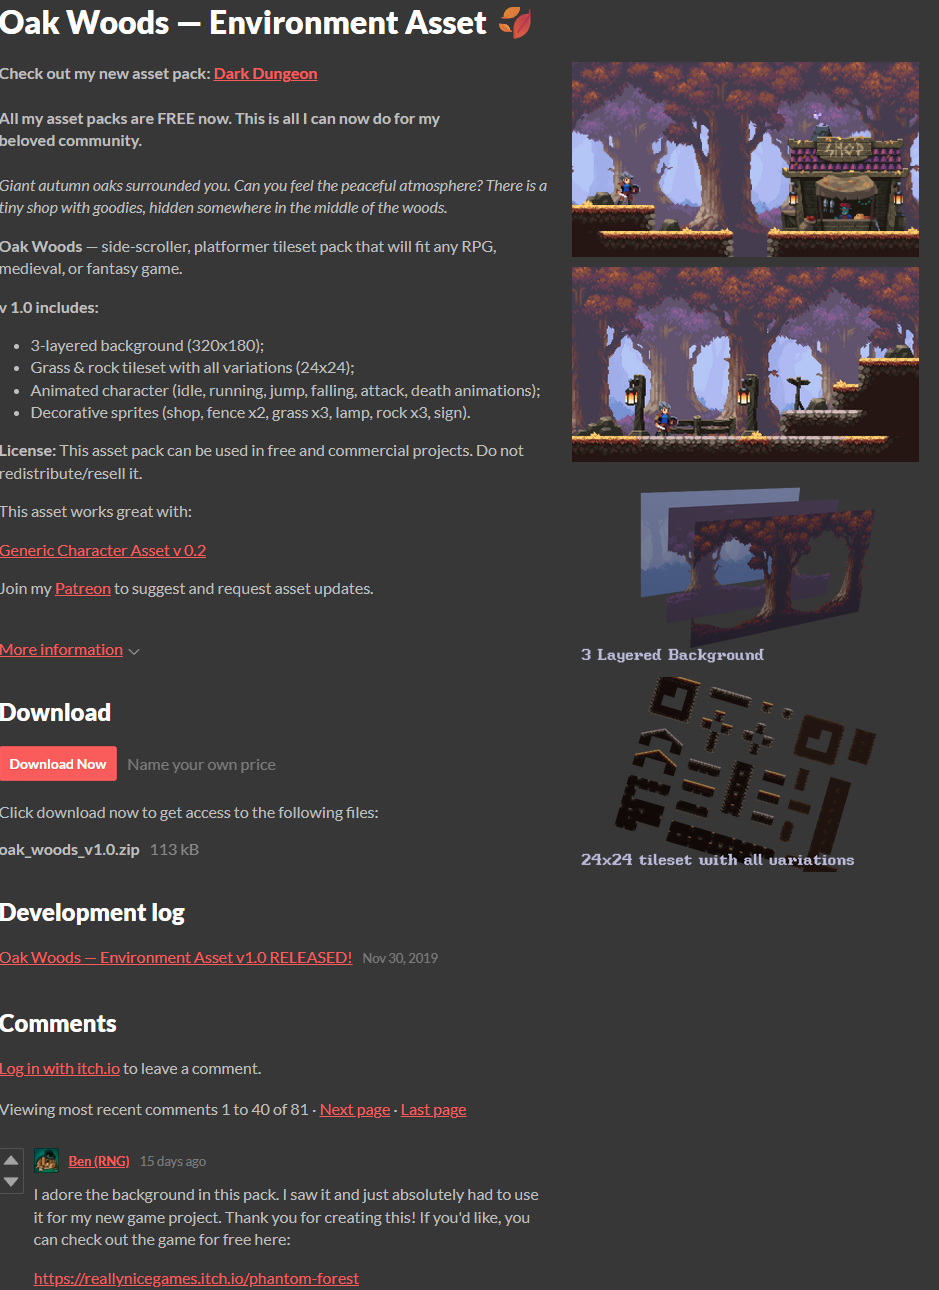 Oak Woods — Environment Asset
Check out my new asset pack: Dark Dungeon
All my asset packs are FREE now. This is all I can now do for my
beloved community.
Giant autumn oaks surrounded you. Can you feel the peaceful atmosphere? There is a
tiny shop with goodies, hidden somewhere in the middle of the woods.
Oak Woods — side-scroller, platformer tileset pack that will fit any RPG,
medieval, or fantasy game.
v 1.0 includes:
• 3-layered background (320x180);
• Grass & rock tileset with all variations (24x24);
• Animated character (idle, running, jump, falling, attack, death animations);
• Decorative sprites (shop, fence x2, grass x3, lamp, rock x3, sign).
License: This asset pack can be used in free and commercial projects. Do not
redistribute/resell it.
This asset works great with:
Generic Character Asset v 0.2
Join my Patreon to suggest and request asset updates.
More information
Download
Download Now Name your own price
Click download now to get access to the following files:
oak_woods_v1.0.zip 113 kB
Development log
Oak Woods — Environment Asset v1.0 RELEASED! Nov 30, 2019
Comments
Log in with itch.io to leave a comment.
Viewing most recent comments 1 to 40 of 81 · Next page · Last page
Ben (RNG) 15 days ago
I adore the background in this pack. I saw it and just absolutely had to use
it for my new game project. Thank you for creating this! If you'd like, you
can check out the game for free here:
https://reallynicegames.itch.io/phantom-forest
SHOP
3 Layered Background
24x24 tileset with all variations